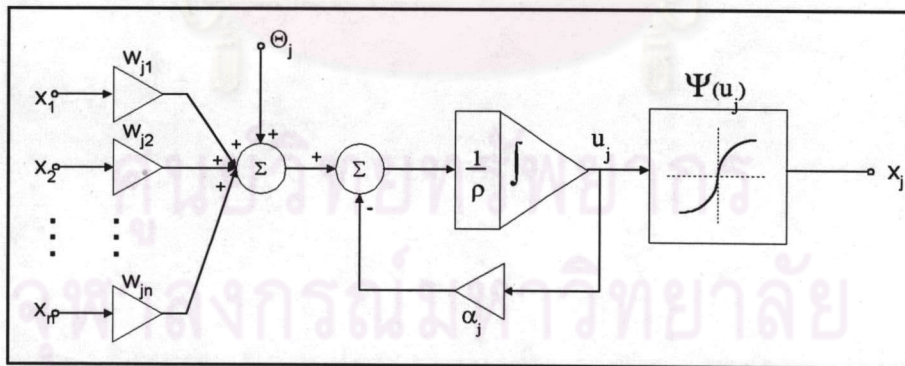 Θj
Wj1
X1
Wj2
X2
Wjn
Xn
+
+
+
+
Σ
+
-
Σ
1
ρ
∫
uj
αj
Ψ(uj)
Xj
ศูนย์วิทยทรัพยากร
จุฬาลงกรณ์มหาวิทยาลัย